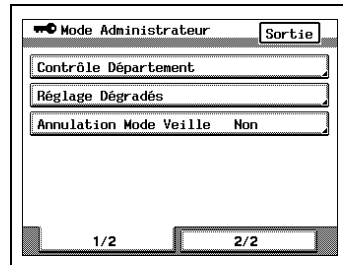 Mode Administrateur Sortie
Contrôle Département
Réglage Dégradés
Annulation Mode Veille Non
1/2 2/2